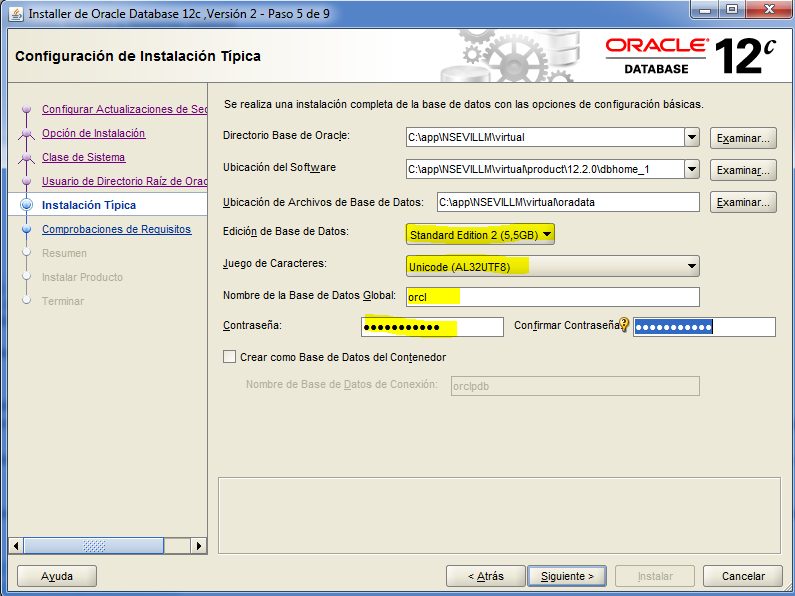 Installer de Oracle Database 12c ,Versión 2 - Paso 5 de 9
Configuración de Instalación Típica
ORACLE
DATABASE
12c
Configurar Actualizaciones de Sec
Opción de Instalación
Clase de Sistema
Usuario de Directorio Raíz de Orac
Instalación Típica
Comprobaciones de Requisitos
Resumen
Instalar Producto
Terminar
Se realiza una instalación completa de la base de datos con las opciones de configuración básicas.
Directorio Base de Oracle: C:\app\NSEVILLM\virtual Examinar...
Ubicación del Software C:\app\NSEVILLM\virtual\product\12.2.0\dbhome_1 Examinar...
Ubicación de Archivos de Base de Datos: C:\app\NSEVILLM\virtual\oradata Examinar...
Edición de Base de Datos: Standard Edition 2 (5,5GB)
Juego de Caracteres: Unicode (AL32UTF8)
Nombre de la Base de Datos Global: orcl
Contraseña: ●●●●●●●●●●● Confirmar Contraseña ●●●●●●●●●●●
Crear como Base de Datos del Contenedor
Nombre de Base de Datos de Conexión: orclpdb
Ayuda < Atrás Siguiente > Instalar Cancelar